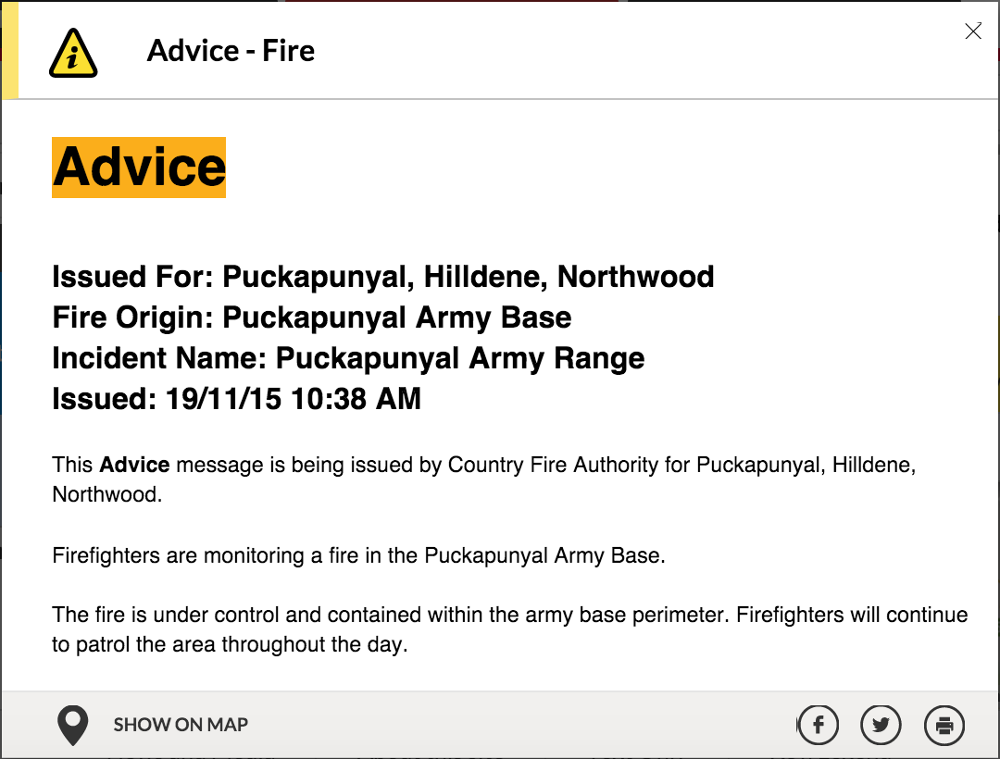 Advice - Fire
Advice
Issued For: Puckapunyal, Hilldene, Northwood
Fire Origin: Puckapunyal Army Base
Incident Name: Puckapunyal Army Range
Issued: 19/11/15 10:38 AM
This Advice message is being issued by Country Fire Authority for Puckapunyal, Hilldene,
Northwood.
Firefighters are monitoring a fire in the Puckapunyal Army Base.
The fire is under control and contained within the army base perimeter. Firefighters will continue
to patrol the area throughout the day.
SHOW ON MAP